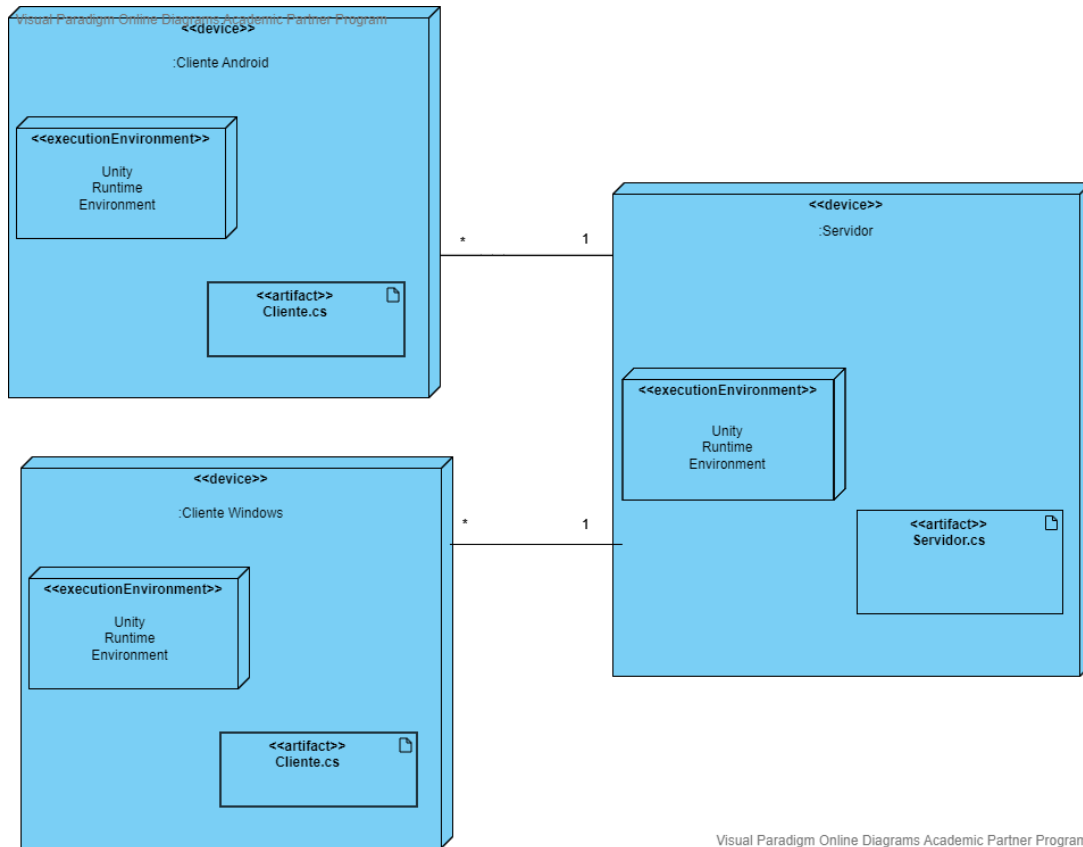 Visual Paradigm Online Diagrams Academic Partner Program
<<device>>
:Cliente Android
<<executionEnvironment>>
Unity
Runtime
Environment
<<artifact>>
Cliente.cs
*
1
<<device>>
:Servidor
<<executionEnvironment>>
Unity
Runtime
Environment
<<artifact>>
Servidor.cs
<<device>>
:Cliente Windows
*
1
<<executionEnvironment>>
Unity
Runtime
Environment
<<artifact>>
Cliente.cs
Visual Paradigm Online Diagrams Academic Partner Program